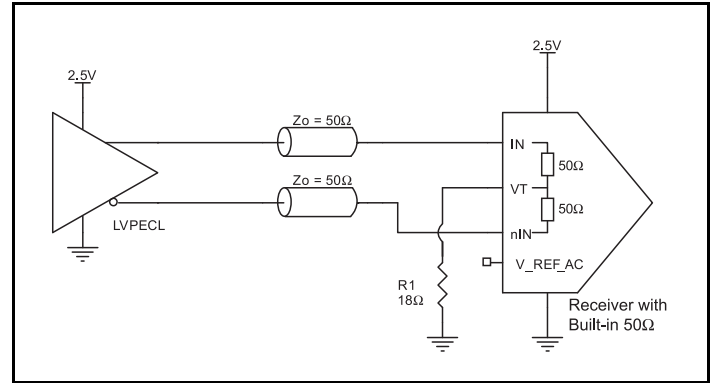 2.5V
2.5V
Zo = 50Ω
IN
50Ω
Zo = 50Ω
VT
50Ω
LVPECL
nIN
V_REF_AC
R1
18Ω
Receiver with
Built-in 50Ω